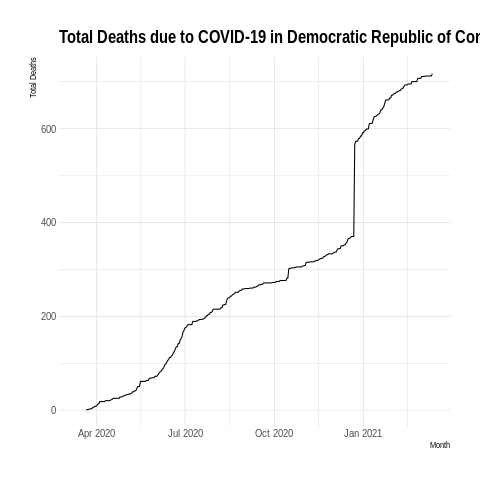 Total Deaths due to COVID-19 in Democratic Republic of Con
Total Deaths
600
400
200
0
Apr 2020 Jul 2020 Oct 2020 Jan 2021
Month